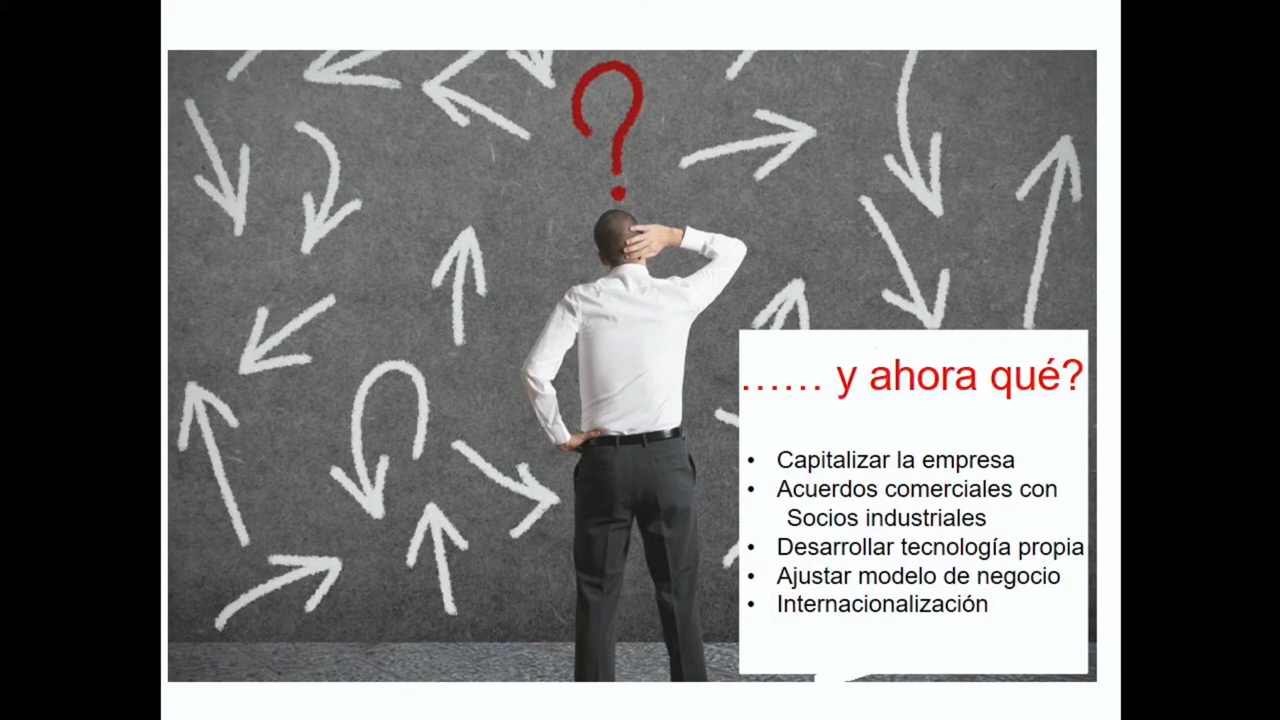 ?
...... y ahora qué?
• Capitalizar la empresa
• Acuerdos comerciales con
Socios industriales
• Desarrollar tecnología propia
• Ajustar modelo de negocio
• Internacionalización